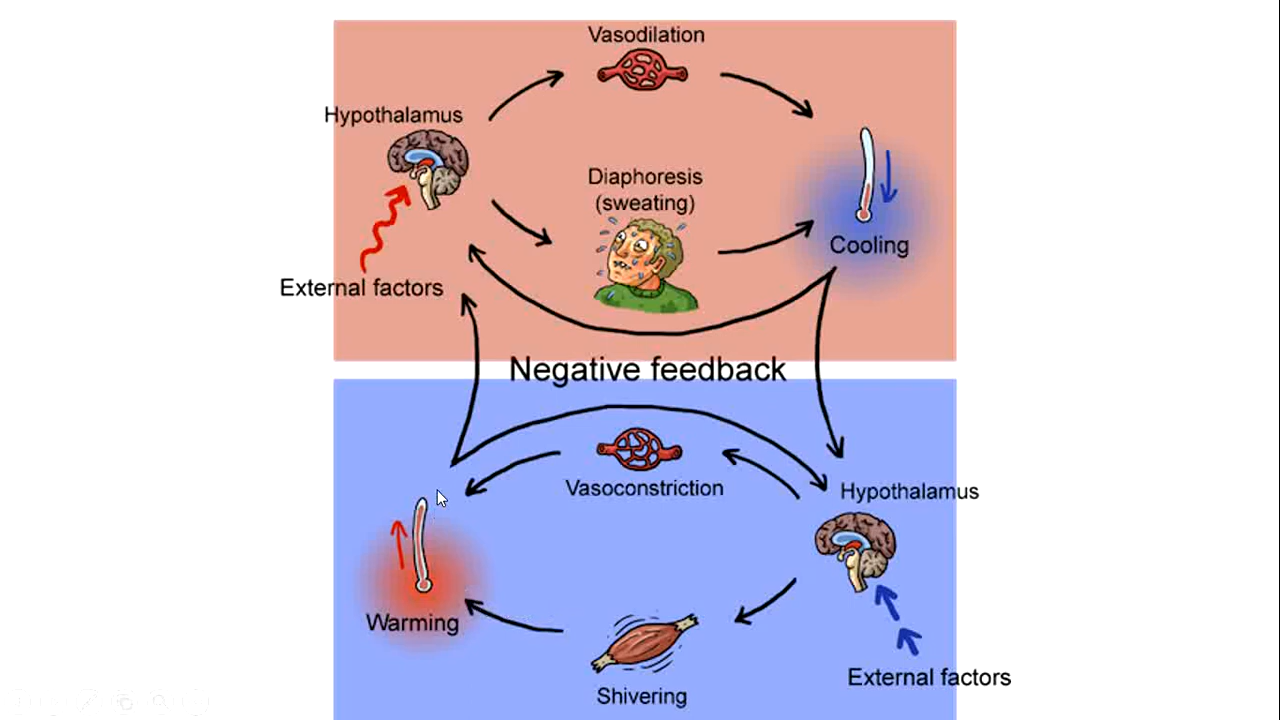 Vasodilation
Hypothalamus
Diaphoresis
(sweating)
Cooling
External factors
Negative feedback
Vasoconstriction
Hypothalamus
Warming
External factors
Shivering